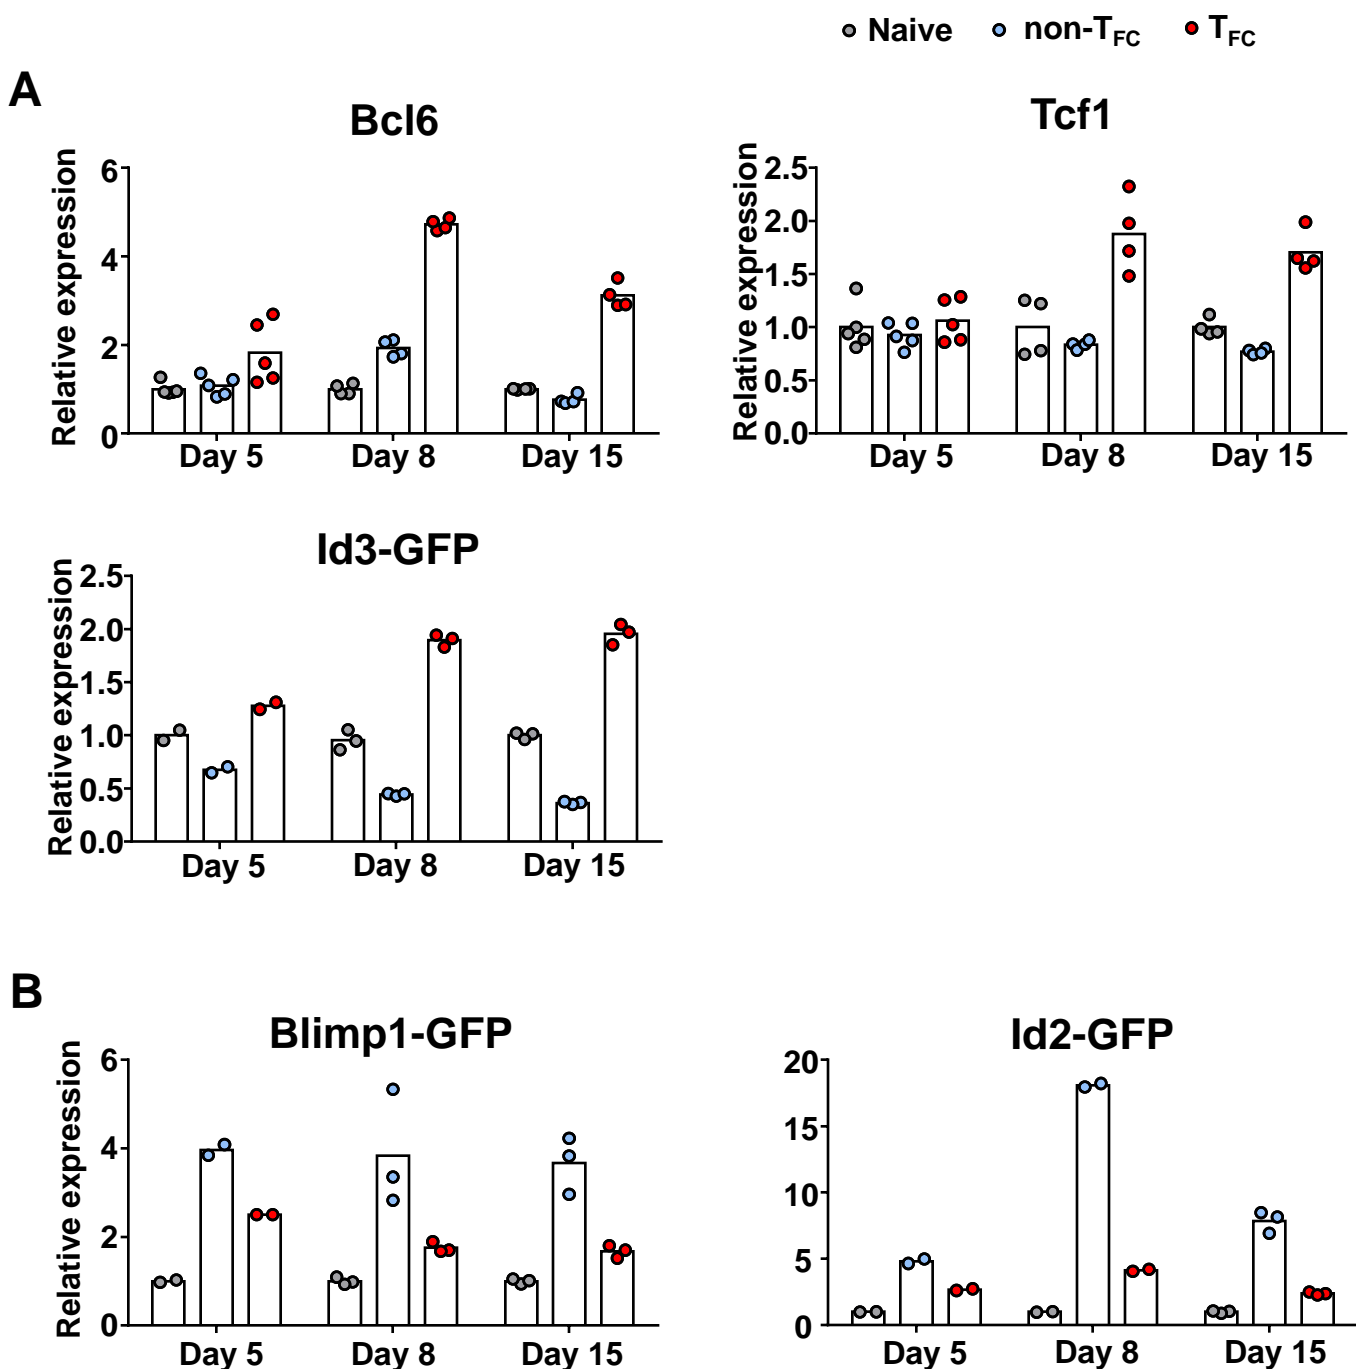 Naive non-TFC TFC
A
Bcl6
Relative expression
6
4
2
0
Day 5 Day 8 Day 15
Tcf1
Relative expression
2.5
2.0
1.5
1.0
0.5
0.0
Day 5 Day 8 Day 15
Id3-GFP
Relative expression
2.5
2.0
1.5
1.0
0.5
0.0
Day 5 Day 8 Day 15
B
Blimp1-GFP
Relative expression
6
4
2
0
Day 5 Day 8 Day 15
Id2-GFP
20
15
10
5
0
Day 5 Day 8 Day 15